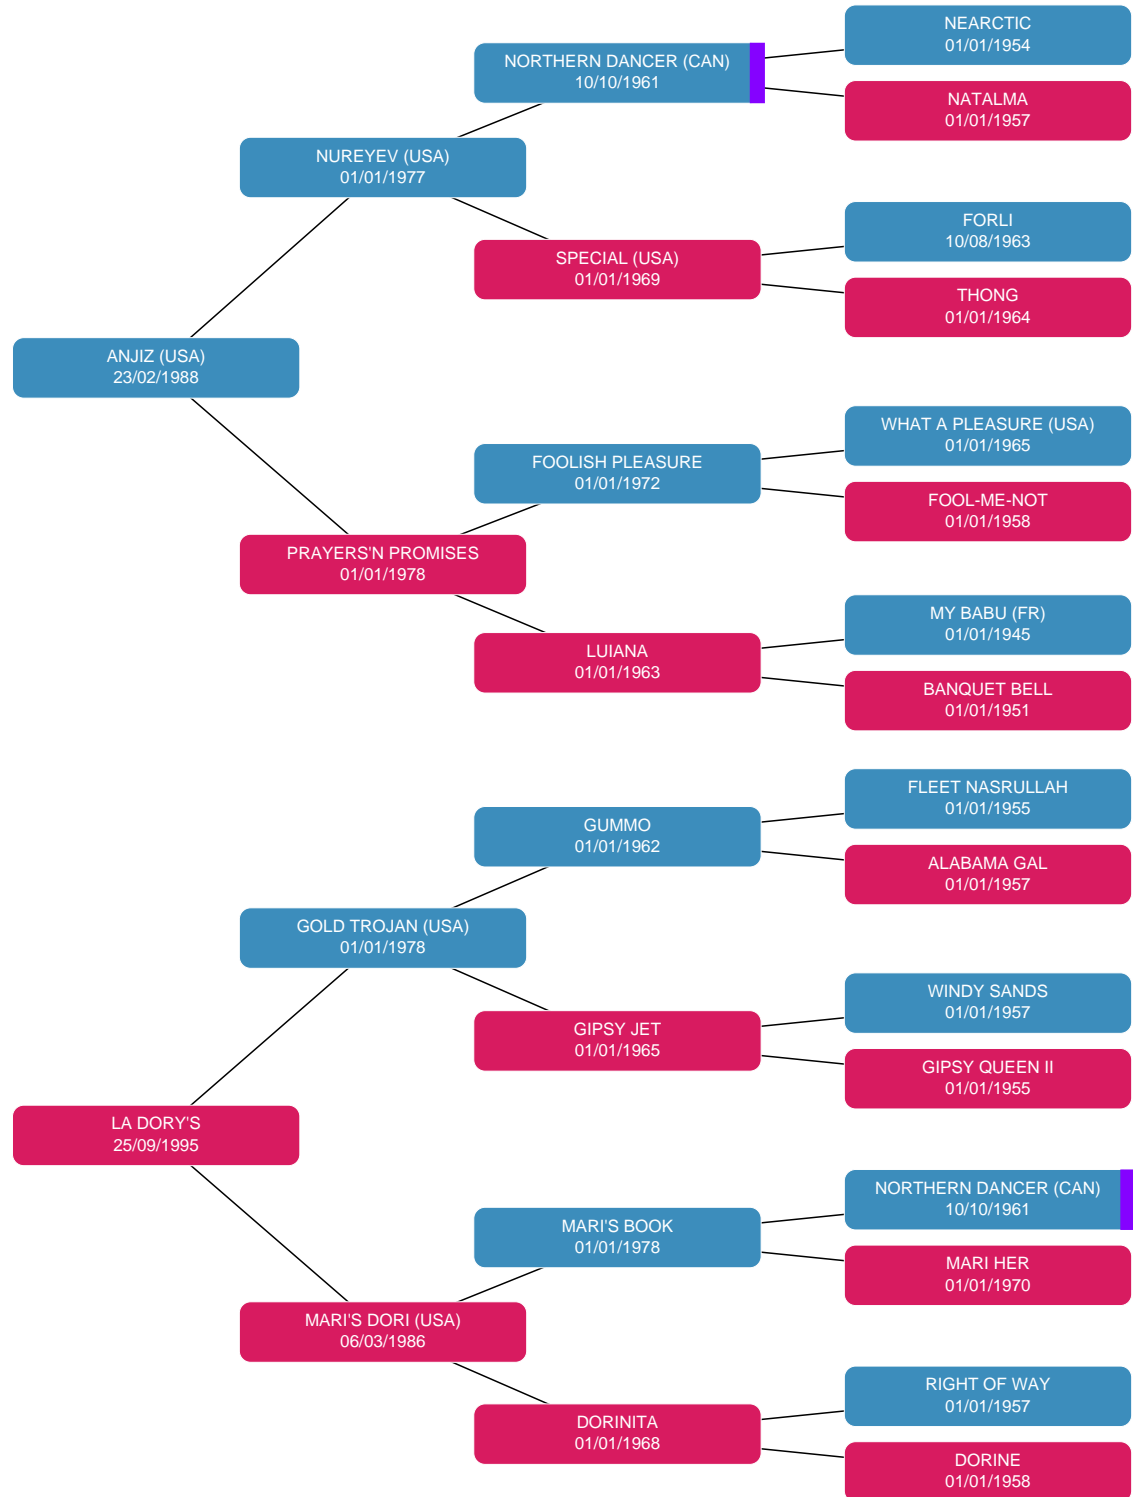 NEARCTIC
01/01/1954
NORTHERN DANCER (CAN)
10/10/1961
NATALMA
01/01/1957
NUREYEV (USA)
01/01/1977
FORLI
10/08/1963
SPECIAL (USA)
01/01/1969
THONG
01/01/1964
ANJIZ (USA)
23/02/1988
WHAT A PLEASURE (USA)
01/01/1965
FOOLISH PLEASURE
01/01/1972
FOOL-ME-NOT
01/01/1958
PRAYERS'N PROMISES
01/01/1978
MY BABU (FR)
01/01/1945
LUIANA
01/01/1963
BANQUET BELL
01/01/1951
FLEET NASRULLAH
01/01/1955
GUMMO
01/01/1962
ALABAMA GAL
01/01/1957
GOLD TROJAN (USA)
01/01/1978
WINDY SANDS
01/01/1957
GIPSY JET
01/01/1965
GIPSY QUEEN II
01/01/1955
LA DORY'S
25/09/1995
NORTHERN DANCER (CAN)
10/10/1961
MARI'S BOOK
01/01/1978
MARI HER
01/01/1970
MARI'S DORI (USA)
06/03/1986
RIGHT OF WAY
01/01/1957
DORINITA
01/01/1968
DORINE
01/01/1958